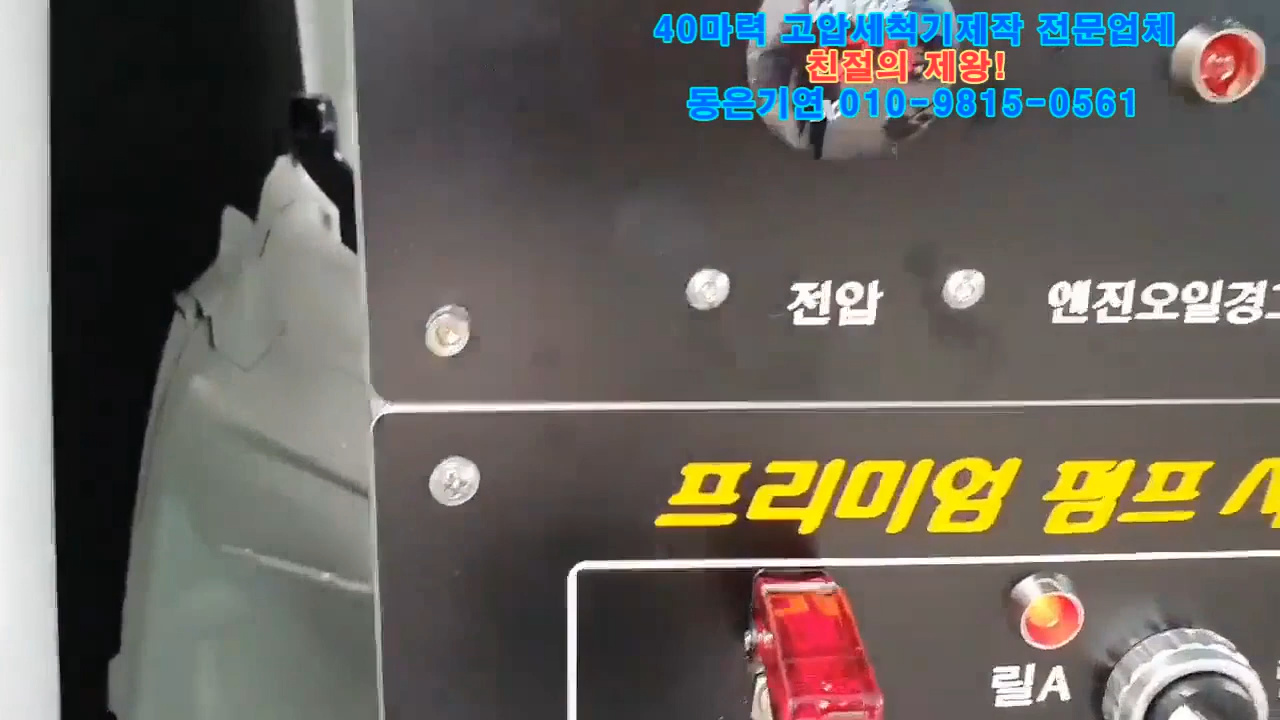 40마력 고압세척기제작 전문업체
친절의 제왕!
동은기연 010-9815-0561
전압
엔진오일경
프리미엄 펌프
릴A